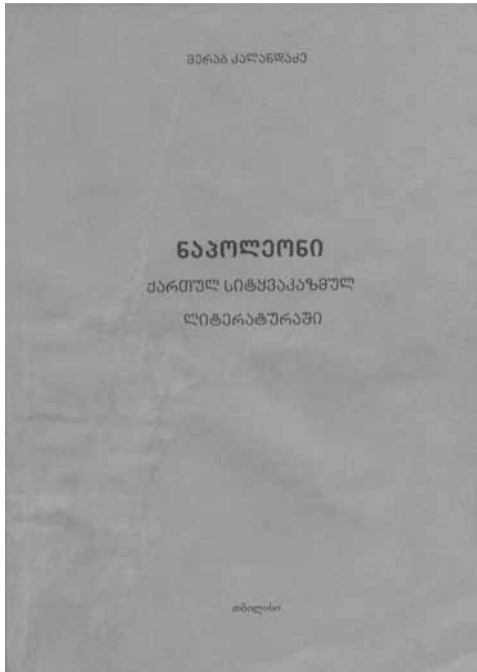 მერაბ კალანდაძე
ნაპოლეონი
ქართულ სიტყვაკაზმულ
ლიტერატურაში
თბილისი